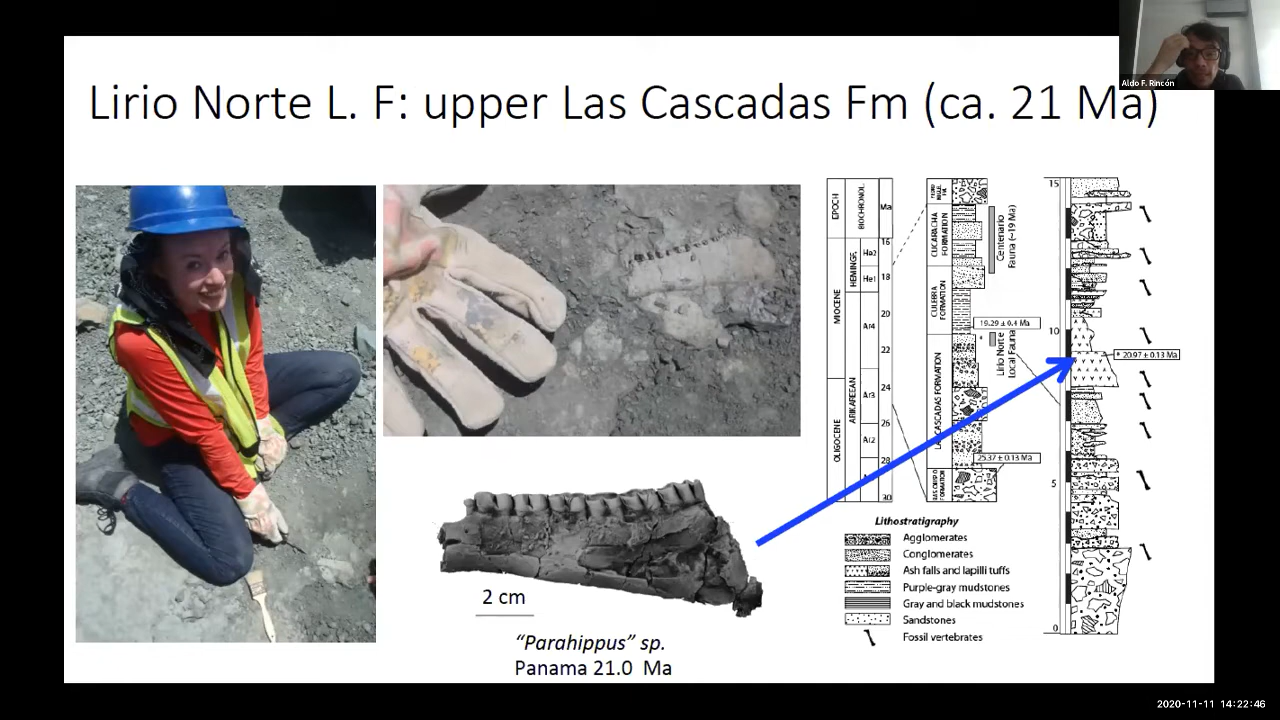 Aldo F. Rincón
Lirio Norte L. F: upper Las Cascadas Fm (ca. 21 Ma)
2 cm
"Parahippus" sp.
Panama 21.0 Ma
EPOCH
BIOCHRONOL.
Ma
MIOCENE
OLIGOCENE
HEMINGF.
ARIKAREEAN
He2
He1
Ar4
Ar3
Ar2
16
18
20
22
24
26
28
30
CUCARACHA FORMATION
CULEBRA FORMATION
LAS CASCADAS FORMATION
FORMATION
Centenario
Fauna (~19 Ma)
19.29 ± 0.4 Ma
Lirio Norte
Local Fauna
25.37 ± 0.13 Ma
15
10
5
0
* 20.97 ± 0.13 Ma
Lithostratigraphy
Agglomerates
Conglomerates
Ash falls and lapilli tuffs
Purple-gray mudstones
Gray and black mudstones
Sandstones
Fossil vertebrates
2020-11-11 14:22:46